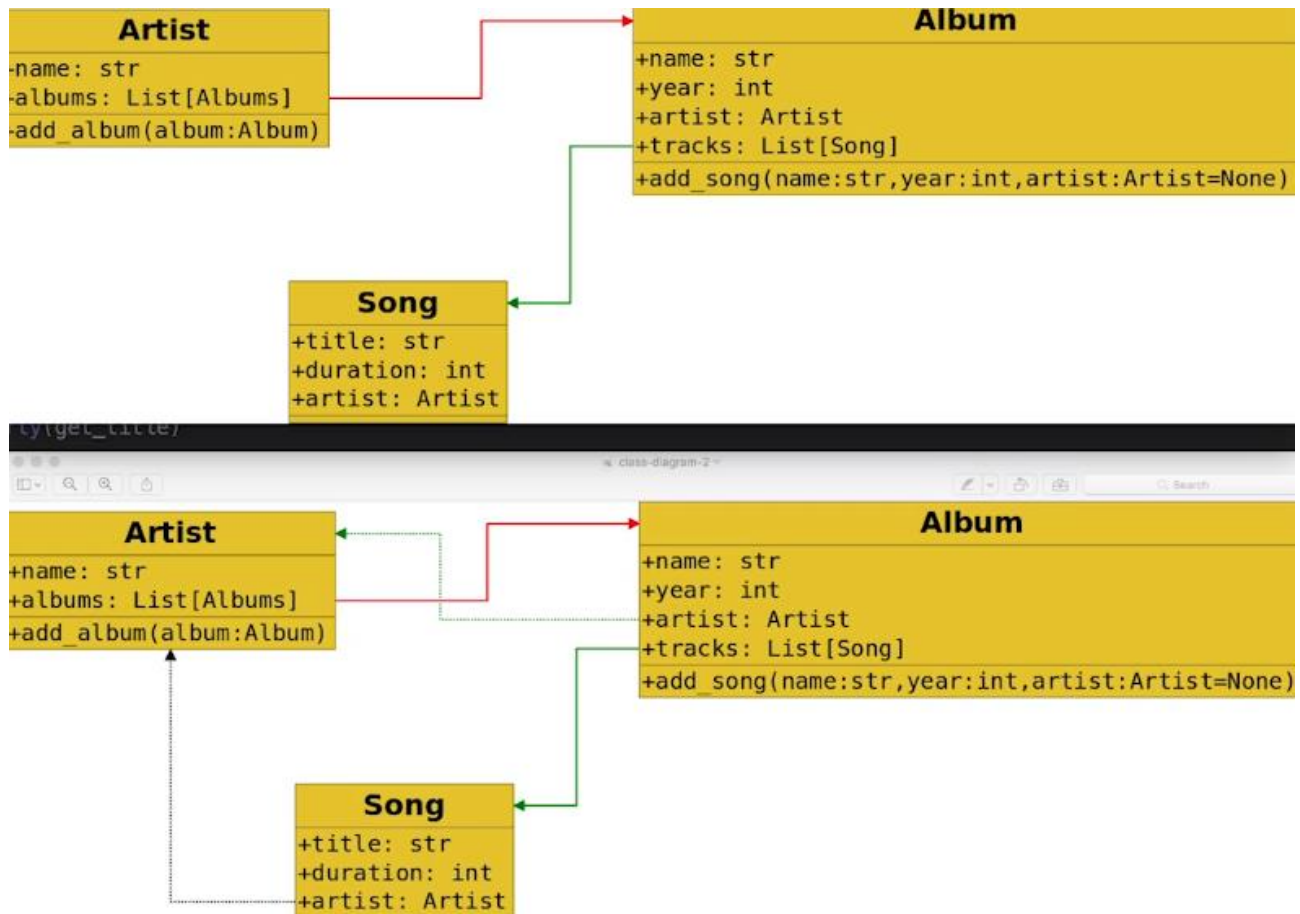 Artist
+name: str
+albums: List[Albums]
+add_album(album:Album)
Album
+name: str
+year: int
+artist: Artist
+tracks: List[Song]
+add_song(name:str,year:int,artist:Artist=None)
Song
+title: str
+duration: int
+artist: Artist
ty(get_title)
class-diagram-2
Search
Artist
+name: str
+albums: List[Albums]
+add_album(album:Album)
Album
+name: str
+year: int
+artist: Artist
+tracks: List[Song]
+add_song(name:str,year:int,artist:Artist=None)
Song
+title: str
+duration: int
+artist: Artist